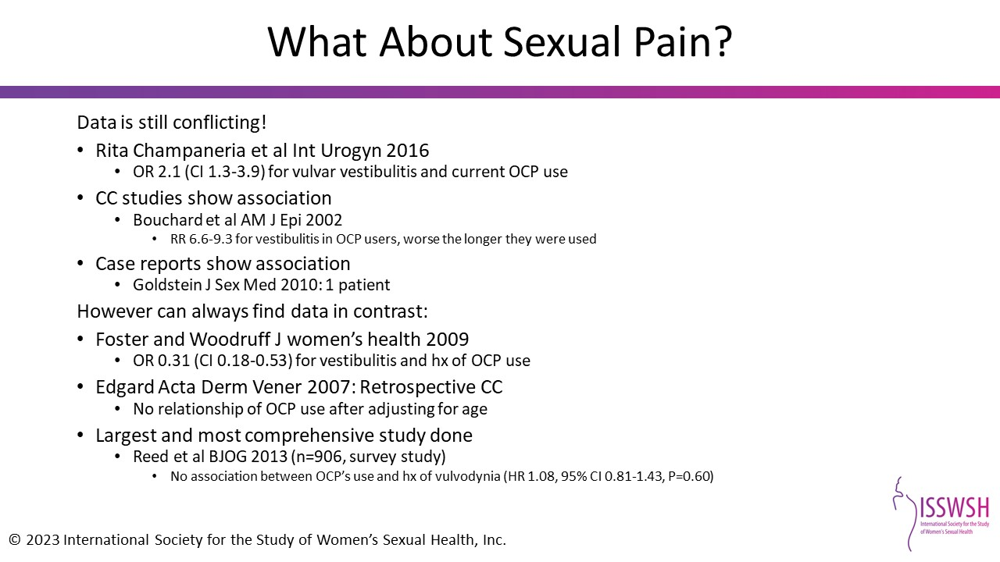 What About Sexual Pain?
Data is still conflicting!
• Rita Champaneria et al Int Urogyn 2016
• OR 2.1 (CI 1.3-3.9) for vulvar vestibulitis and current OCP use
• CC studies show association
• Bouchard et al AM J Epi 2002
• RR 6.6-9.3 for vestibulitis in OCP users, worse the longer they were used
• Case reports show association
• Goldstein J Sex Med 2010: 1 patient
However can always find data in contrast:
• Foster and Woodruff J women’s health 2009
• OR 0.31 (CI 0.18-0.53) for vestibulitis and hx of OCP use
• Edgard Acta Derm Vener 2007: Retrospective CC
• No relationship of OCP use after adjusting for age
• Largest and most comprehensive study done
• Reed et al BJOG 2013 (n=906, survey study)
• No association between OCP’s use and hx of vulvodynia (HR 1.08, 95% CI 0.81-1.43, P=0.60)
ISSWSH
International Society for the Study
of Women's Sexual Health
© 2023 International Society for the Study of Women’s Sexual Health, Inc.